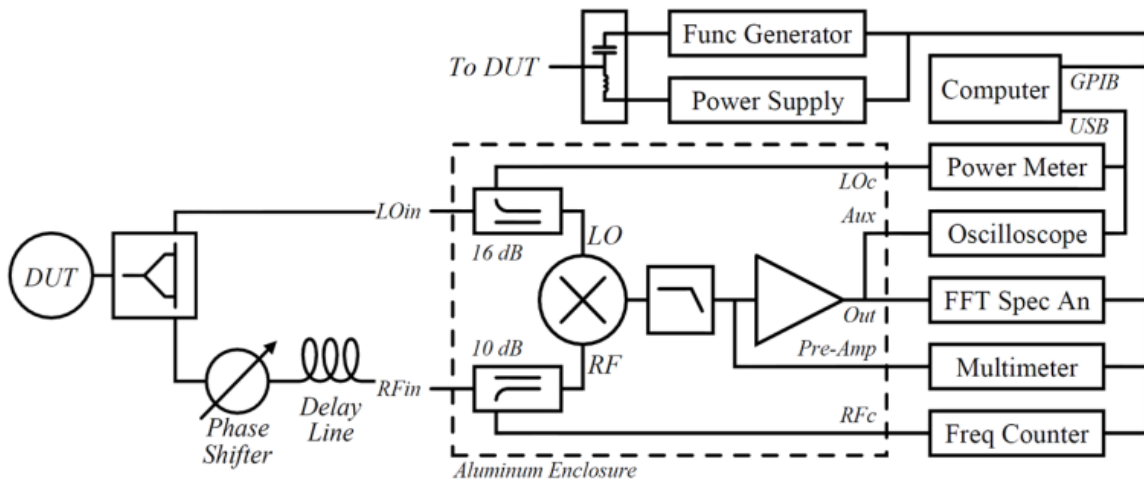 Func Generator
To DUT
Power Supply
Computer
GPIB
USB
LOc
Power Meter
Aux
Oscilloscope
LOin
16 dB
LO
DUT
Out
FFT Spec An
10 dB
RF
Pre-Amp
Multimeter
RFin
Phase
Shifter
Delay
Line
RFc
Freq Counter
Aluminum Enclosure